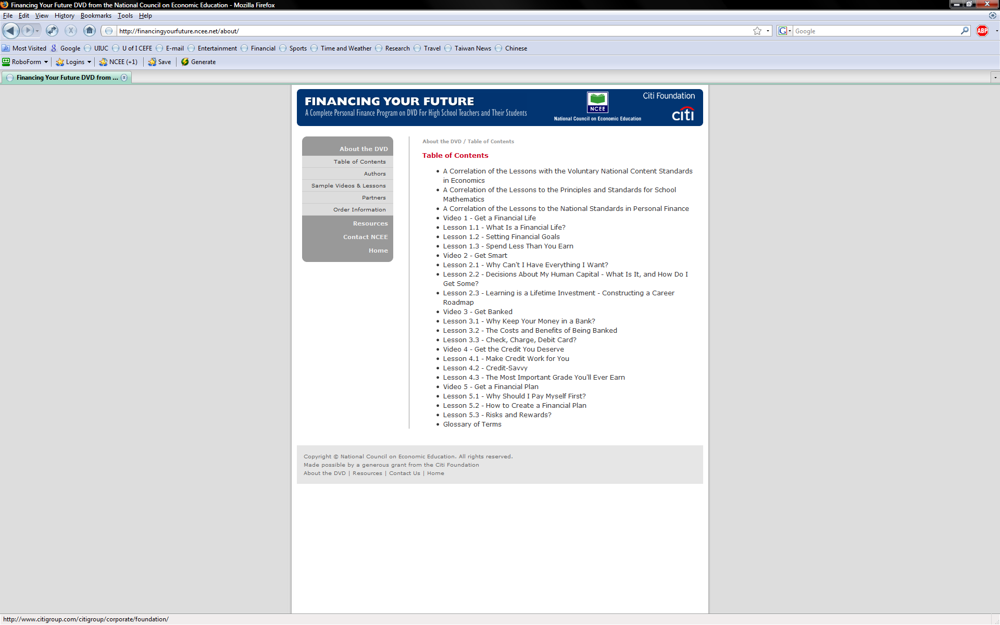 Financing Your Future DVD from the National Council on Economic Education - Mozilla Firefox
File Edit View History Bookmarks Tools Help
http://financingyourfuture.ncee.net/about/
G Google
ABP
Most Visited Google UIUC U of I CEFE E-mail Entertainment Financial Sports Time and Weather Research Travel Taiwan News Chinese
RoboForm Logins NCEE (+1) Save Generate
Financing Your Future DVD from ...
FINANCING YOUR FUTURE
A Complete Personal Finance Program on DVD For High School Teachers and Their Students
NCEE
National Council on Economic Education
Citi Foundation
citi
About the DVD
Table of Contents
Authors
Sample Videos & Lessons
Partners
Order Information
Resources
Contact NCEE
Home
About the DVD / Table of Contents
Table of Contents
• A Correlation of the Lessons with the Voluntary National Content Standards
in Economics
• A Correlation of the Lessons to the Principles and Standards for School
Mathematics
• A Correlation of the Lessons to the National Standards in Personal Finance
• Video 1 - Get a Financial Life
• Lesson 1.1 - What Is a Financial Life?
• Lesson 1.2 - Setting Financial Goals
• Lesson 1.3 - Spend Less Than You Earn
• Video 2 - Get Smart
• Lesson 2.1 - Why Can't I Have Everything I Want?
• Lesson 2.2 - Decisions About My Human Capital - What Is It, and How Do I
Get Some?
• Lesson 2.3 - Learning is a Lifetime Investment - Constructing a Career
Roadmap
• Video 3 - Get Banked
• Lesson 3.1 - Why Keep Your Money in a Bank?
• Lesson 3.2 - The Costs and Benefits of Being Banked
• Lesson 3.3 - Check, Charge, Debit Card?
• Video 4 - Get the Credit You Deserve
• Lesson 4.1 - Make Credit Work for You
• Lesson 4.2 - Credit-Savvy
• Lesson 4.3 - The Most Important Grade You'll Ever Earn
• Video 5 - Get a Financial Plan
• Lesson 5.1 - Why Should I Pay Myself First?
• Lesson 5.2 - How to Create a Financial Plan
• Lesson 5.3 - Risks and Rewards?
• Glossary of Terms
Copyright © National Council on Economic Education. All rights reserved.
Made possible by a generous grant from the Citi Foundation
About the DVD | Resources | Contact Us | Home
http://www.citigroup.com/citigroup/corporate/foundation/